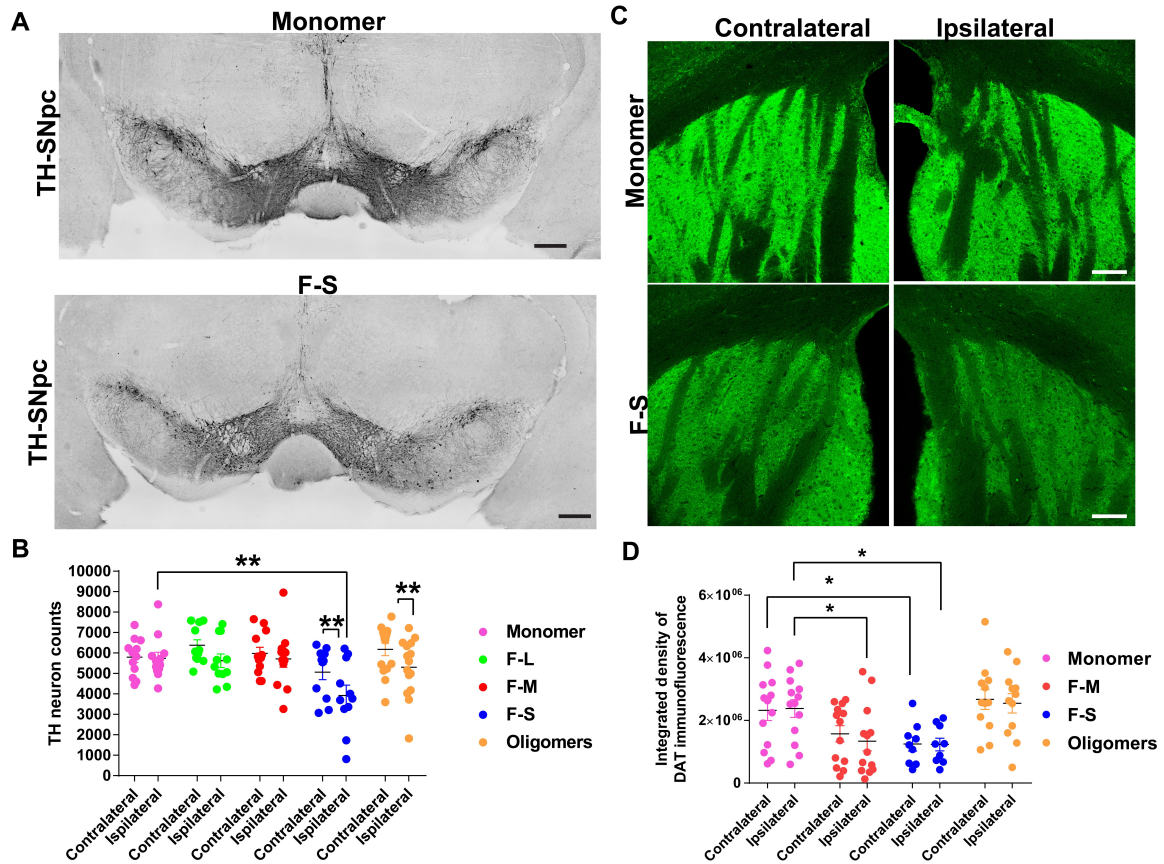 A
Monomer
TH-SNpc
F-S
TH-SNpc
B
**
**
**
10000
9000
8000
7000
6000
5000
4000
3000
2000
1000
0
TH neuron counts
Contralateral
Ispilateral
Contralateral
Ispilateral
Contralateral
Ispilateral
Contralateral
Ispilateral
Contralateral
Ispilateral
Monomer
F-L
F-M
F-S
Oligomers
C
Contralateral
Ipsilateral
Monomer
F-S
D
*
*
*
6×10⁰⁶
4×10⁰⁶
2×10⁰⁶
0
Integrated density of
DAT immunofluorescence
Contralateral
Ipsilateral
Contralateral
Ipsilateral
Contralateral
Ipsilateral
Contralateral
Ipsilateral
Monomer
F-M
F-S
Oligomers